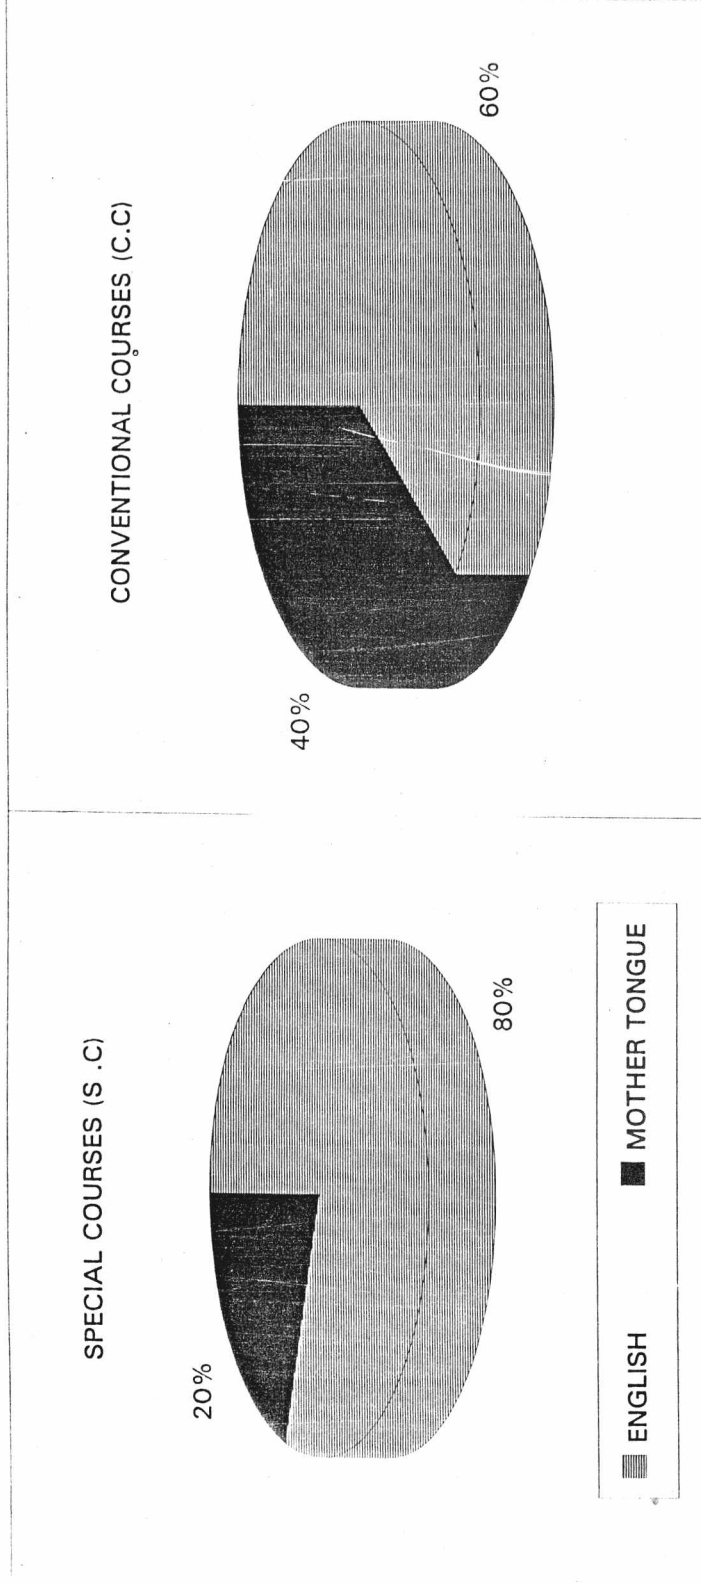 SPECIAL COURSES (S .C)
20%
80%
CONVENTIONAL COURSES (C.C)
40%
60%
ENGLISH
MOTHER TONGUE